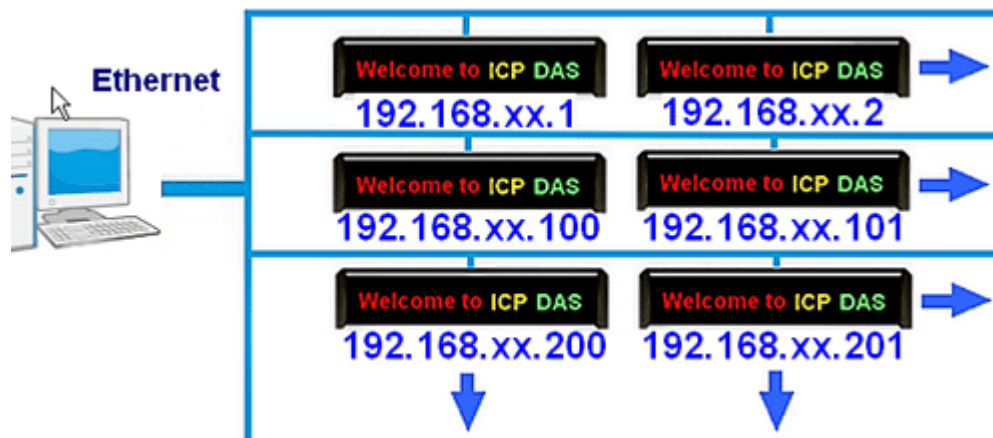 Ethernet
Welcome to ICP DAS
Welcome to ICP DAS
192.168.xx.1
192.168.xx.2
Welcome to ICP DAS
Welcome to ICP DAS
192.168.xx.100
192.168.xx.101
Welcome to ICP DAS
Welcome to ICP DAS
192.168.xx.200
192.168.xx.201